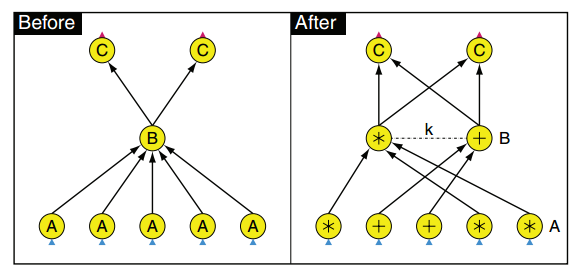 Before
After
C C
C C
B
* k + B
A A A A A
* + + * * A